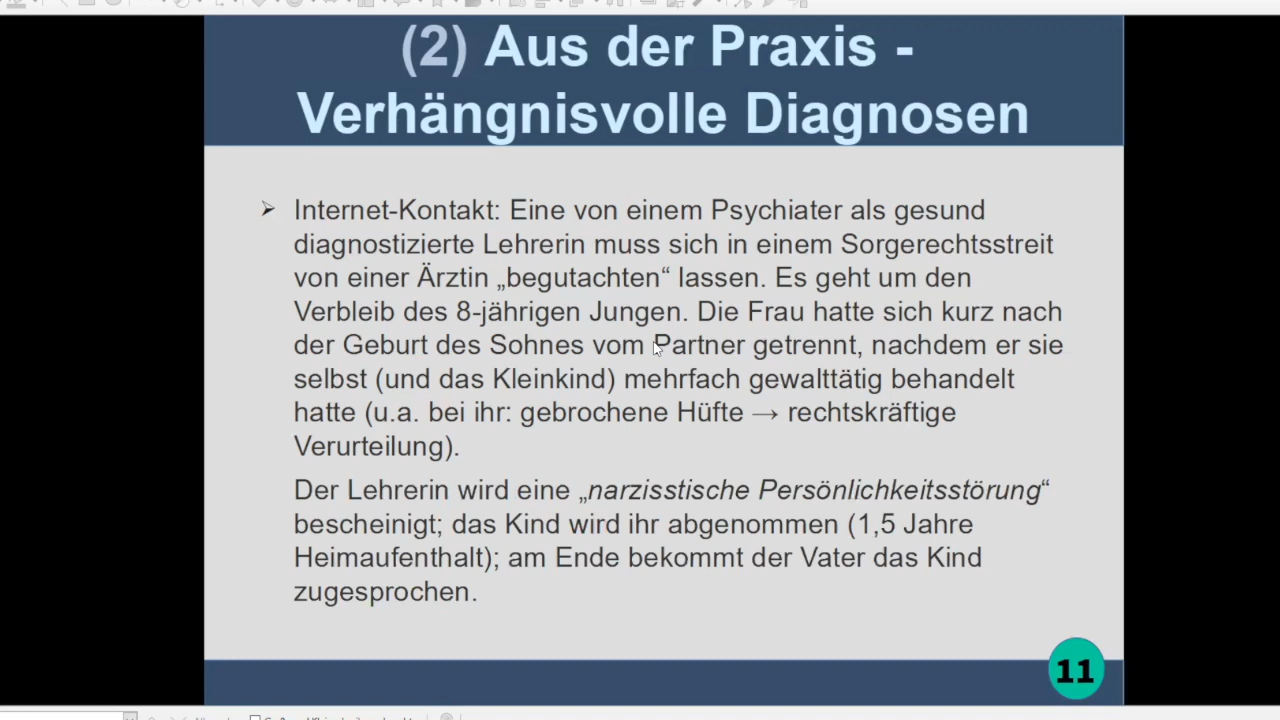 (2) Aus der Praxis -
Verhängnisvolle Diagnosen
Internet-Kontakt: Eine von einem Psychiater als gesund
diagnostizierte Lehrerin muss sich in einem Sorgerechtsstreit
von einer Ärztin „begutachten“ lassen. Es geht um den
Verbleib des 8-jährigen Jungen. Die Frau hatte sich kurz nach
der Geburt des Sohnes vom Partner getrennt, nachdem er sie
selbst (und das Kleinkind) mehrfach gewalttätig behandelt
hatte (u.a. bei ihr: gebrochene Hüfte → rechtskräftige
Verurteilung).
Der Lehrerin wird eine „narzisstische Persönlichkeitsstörung“
bescheinigt; das Kind wird ihr abgenommen (1,5 Jahre
Heimaufenthalt); am Ende bekommt der Vater das Kind
zugesprochen.
11